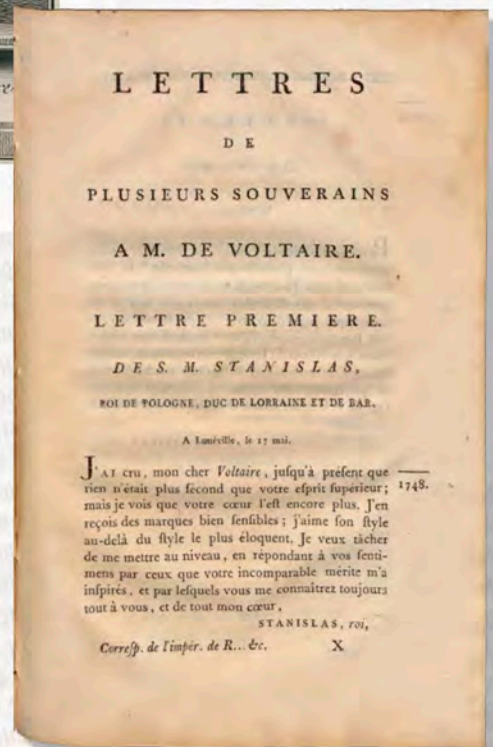 LETTRES
DE
PLUSIEURS SOUVERAINS
A M. DE VOLTAIRE.
LETTRE PREMIERE.
DE S. M. STANISLAS,
ROI DE POLOGNE, DUC DE LORRAINE ET DE BAR.
A Lunéville, le 17 mai.
J'AI cru, mon cher Voltaire, juſqu'à préſent que
rien n'était plus fécond que votre eſprit ſupérieur;
1748.
mais je vois que votre cœur l'eſt encore plus. J'en
reçois des marques bien ſenſibles; j'aime ſon ſtyle
au-delà du ſtyle le plus éloquent. Je veux tâcher
de me mettre au niveau, en répondant à vos ſenti-
mens par ceux que votre incomparable mérite m'a
inſpirés, et par leſquels vous me connaîtrez toujours
tout à vous, et de tout mon cœur,
STANISLAS, roi,
Correſp. de l'impér. de R... &c. X